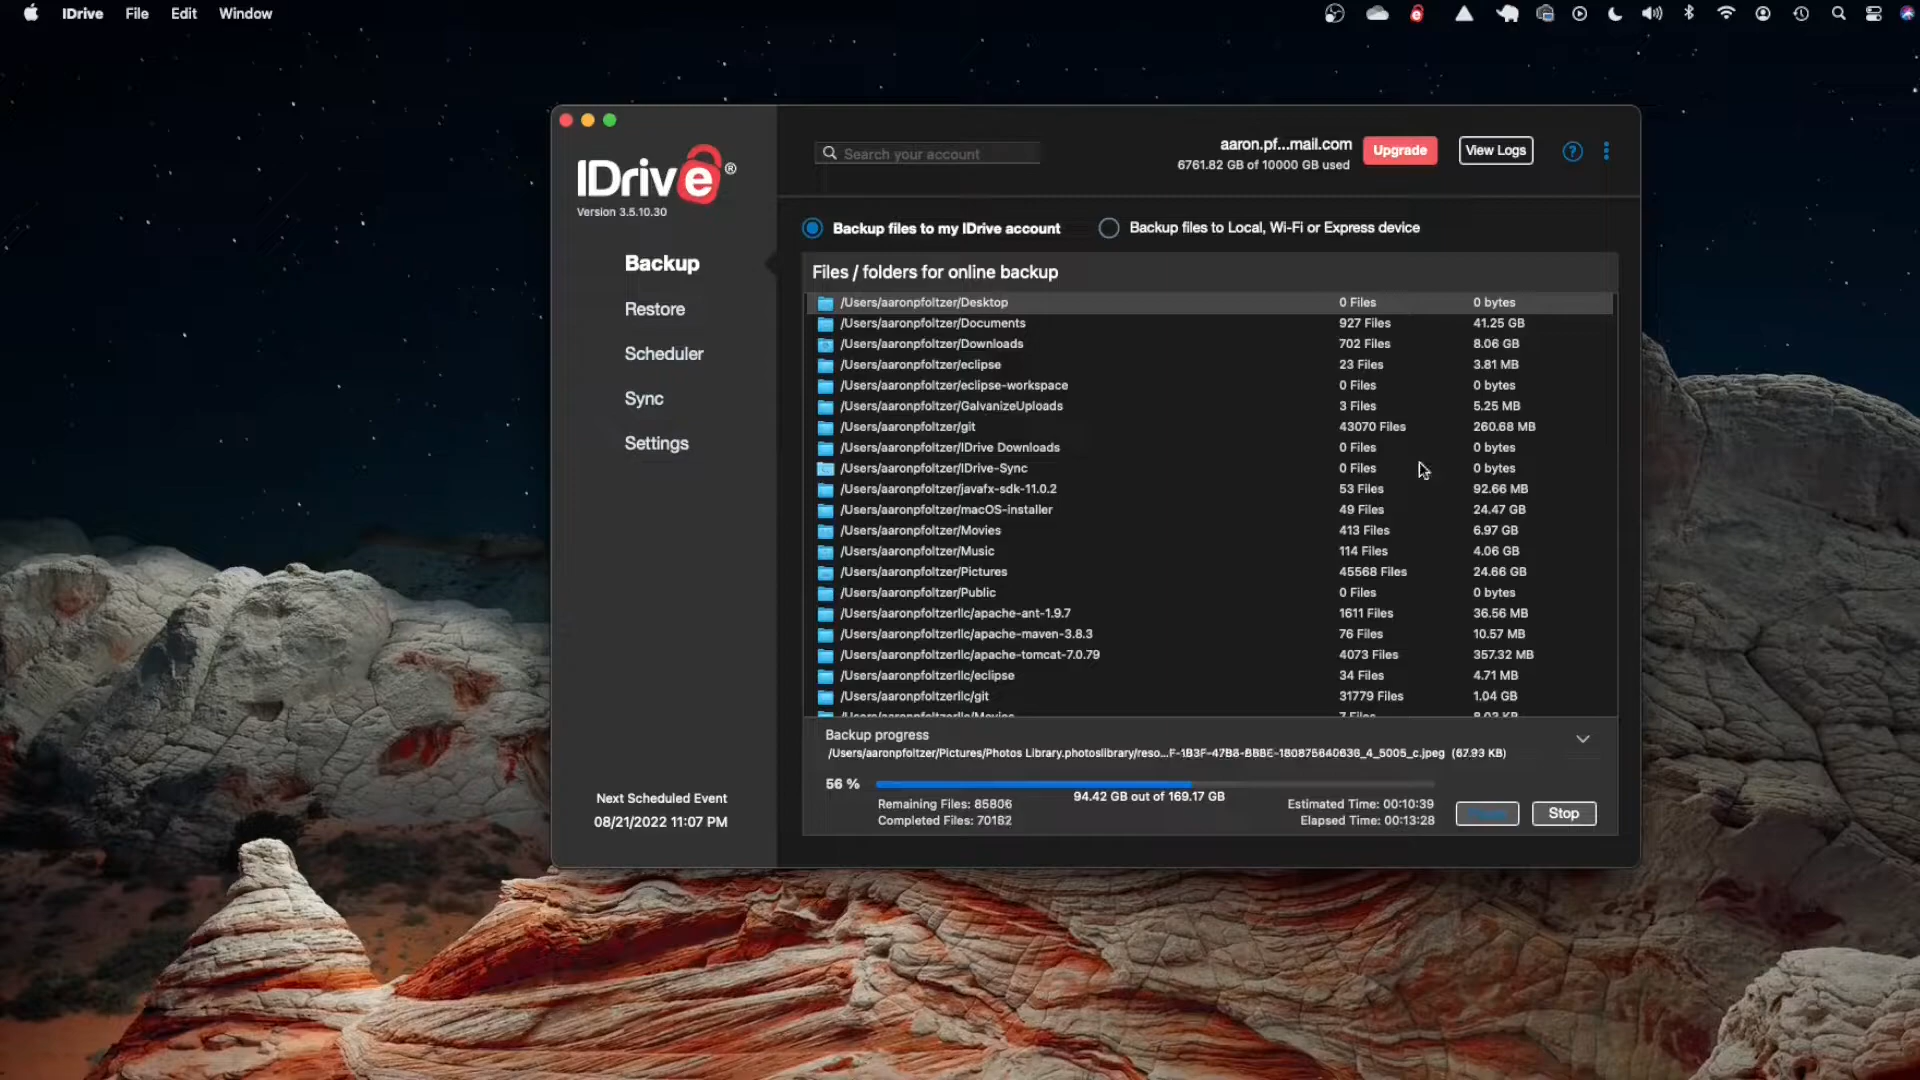 IDrive File Edit Window
IDrive®
Version 3.5.10.30
Backup
Restore
Scheduler
Sync
Settings
Next Scheduled Event
08/21/2022 11:07 PM
Search your account
aaron.pf...mail.com
6761.82 GB of 10000 GB used
Upgrade
View Logs
?
Backup files to my IDrive account
Backup files to Local, Wi-Fi or Express device
Files / folders for online backup
/Users/aaronpfoltzer/Desktop 0 Files 0 bytes
/Users/aaronpfoltzer/Documents 927 Files 41.25 GB
/Users/aaronpfoltzer/Downloads 702 Files 8.06 GB
/Users/aaronpfoltzer/eclipse 23 Files 3.81 MB
/Users/aaronpfoltzer/eclipse-workspace 0 Files 0 bytes
/Users/aaronpfoltzer/GalvanizeUploads 3 Files 5.25 MB
/Users/aaronpfoltzer/git 43070 Files 260.68 MB
/Users/aaronpfoltzer/IDrive Downloads 0 Files 0 bytes
/Users/aaronpfoltzer/IDrive-Sync 0 Files 0 bytes
/Users/aaronpfoltzer/javafx-sdk-11.0.2 53 Files 92.66 MB
/Users/aaronpfoltzer/macOS-installer 49 Files 24.47 GB
/Users/aaronpfoltzer/Movies 413 Files 6.97 GB
/Users/aaronpfoltzer/Music 114 Files 4.06 GB
/Users/aaronpfoltzer/Pictures 45568 Files 24.66 GB
/Users/aaronpfoltzer/Public 0 Files 0 bytes
/Users/aaronpfoltzerllc/apache-ant-1.9.7 1611 Files 36.56 MB
/Users/aaronpfoltzerllc/apache-maven-3.8.3 76 Files 10.57 MB
/Users/aaronpfoltzerllc/apache-tomcat-7.0.79 4073 Files 357.32 MB
/Users/aaronpfoltzerllc/eclipse 34 Files 4.71 MB
/Users/aaronpfoltzerllc/git 31779 Files 1.04 GB
/Users/aaronpfoltzerllc/Movies 7 Files
Backup progress
/Users/aaronpfoltzer/Pictures/Photos Library.photoslibrary/reso... (67.93 KB)
56 %
94.42 GB out of 169.17 GB
Remaining Files: 85806
Completed Files: 70182
Estimated Time: 00:10:39
Elapsed Time: 00:13:28
Stop